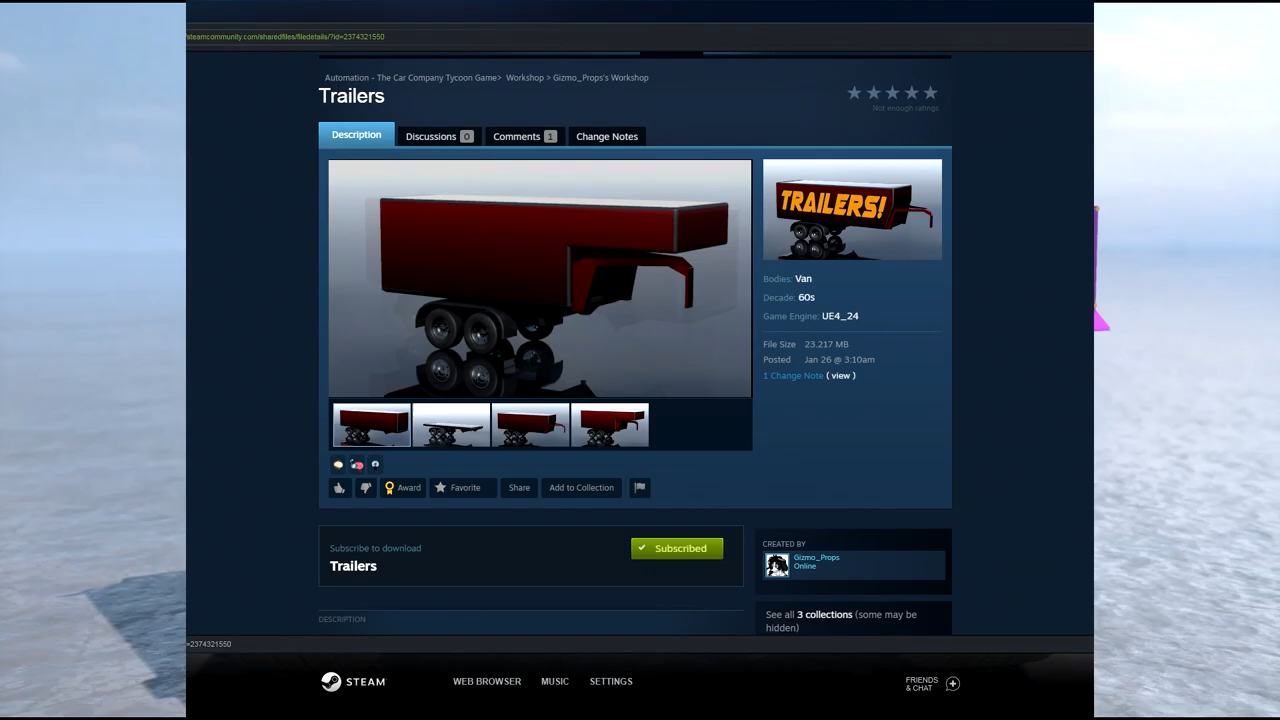 steamcommunity.com/sharedfiles/filedetails/?id=2374321550
Automation - The Car Company Tycoon Game> Workshop > Gizmo_Props's Workshop
Trailers
Not enough ratings
Description Discussions 0 Comments 1 Change Notes
TRAILERS!
Bodies: Van
Decade: 60s
Game Engine: UE4_24
File Size 23.217 MB
Posted Jan 26 @ 3:10am
1 Change Note ( view )
Award Favorite Share Add to Collection
Subscribe to download
Trailers
Subscribed
CREATED BY
Gizmo_Props
Online
See all 3 collections (some may be
hidden)
DESCRIPTION
=2374321550
STEAM WEB BROWSER MUSIC SETTINGS
FRIENDS
& CHAT